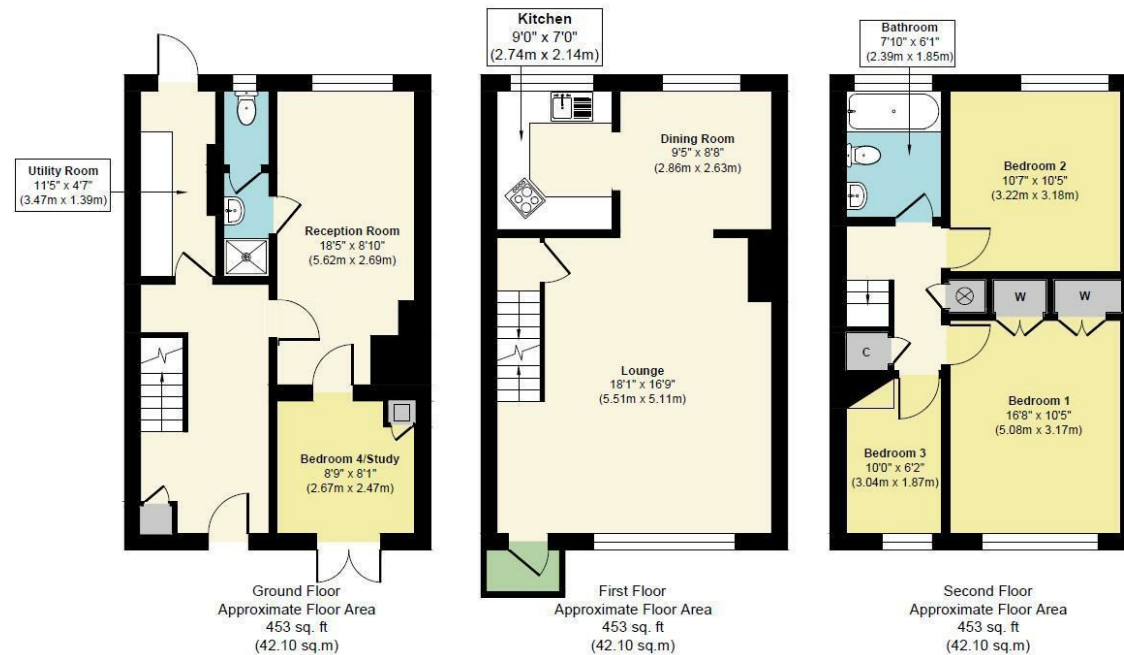 Utility Room
11'5" x 4'7"
(3.47m x 1.39m)
Reception Room
18'5" x 8'10"
(5.62m x 2.69m)
Bedroom 4/Study
8'9" x 8'1"
(2.67m x 2.47m)
Ground Floor
Approximate Floor Area
453 sq. ft
(42.10 sq.m)
Kitchen
9'0" x 7'0"
(2.74m x 2.14m)
Dining Room
9'5" x 8'8"
(2.86m x 2.63m)
Lounge
18'1" x 16'9"
(5.51m x 5.11m)
First Floor
Approximate Floor Area
453 sq. ft
(42.10 sq.m)
Bathroom
7'10" x 6'1"
(2.39m x 1.85m)
Bedroom 2
10'7" x 10'5"
(3.22m x 3.18m)
W
W
C
Bedroom 1
16'8" x 10'5"
(5.08m x 3.17m)
Bedroom 3
10'0" x 6'2"
(3.04m x 1.87m)
Second Floor
Approximate Floor Area
453 sq. ft
(42.10 sq.m)